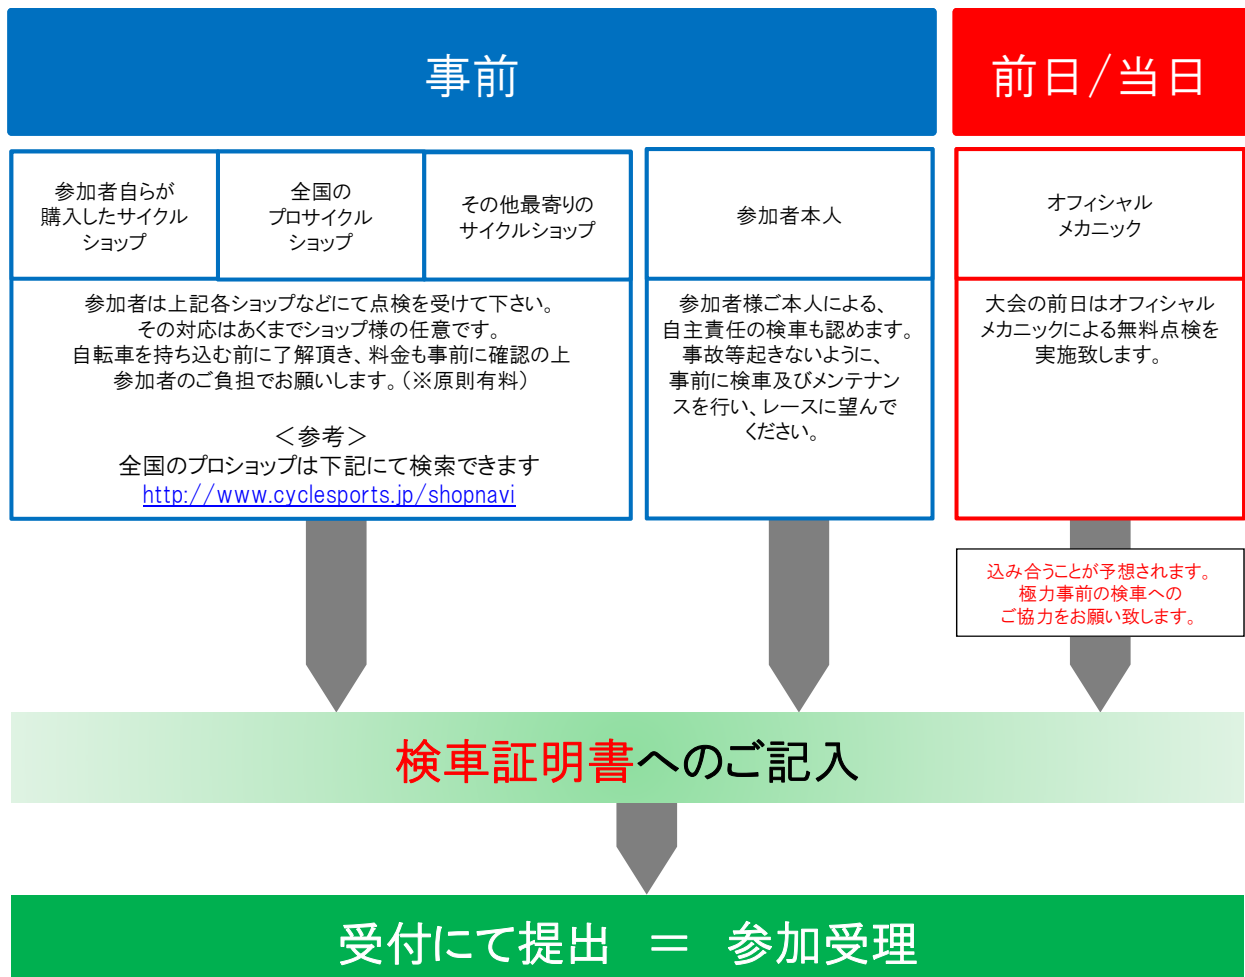 事前
前日/当日
参加者自らが
購入したサイクル
ショップ
全国の
プロサイクル
ショップ
その他最寄りの
サイクルショップ
参加者本人
オフィシャル
メカニック
参加者は上記各ショップなどにて点検を受けて下さい。
その対応はあくまでショップ様の任意です。
自転車を持ち込む前に了解頂き、料金も事前に確認の上
参加者のご負担でお願いします。(※原則有料)
＜参考＞
全国のプロショップは下記にて検索できます
http://www.cyclesports.jp/shopnavi
参加者様ご本人による、
自主責任の検車も認めます。
事故等起きないように、
事前に検車及びメンテナン
スを行い、レースに望んで
ください。
大会の前日はオフィシャル
メカニックによる無料点検を
実施致します。
込み合うことが予想されます。
極力事前の検車への
ご協力をお願い致します。
検車証明書へのご記入
受付にて提出 ＝ 参加受理